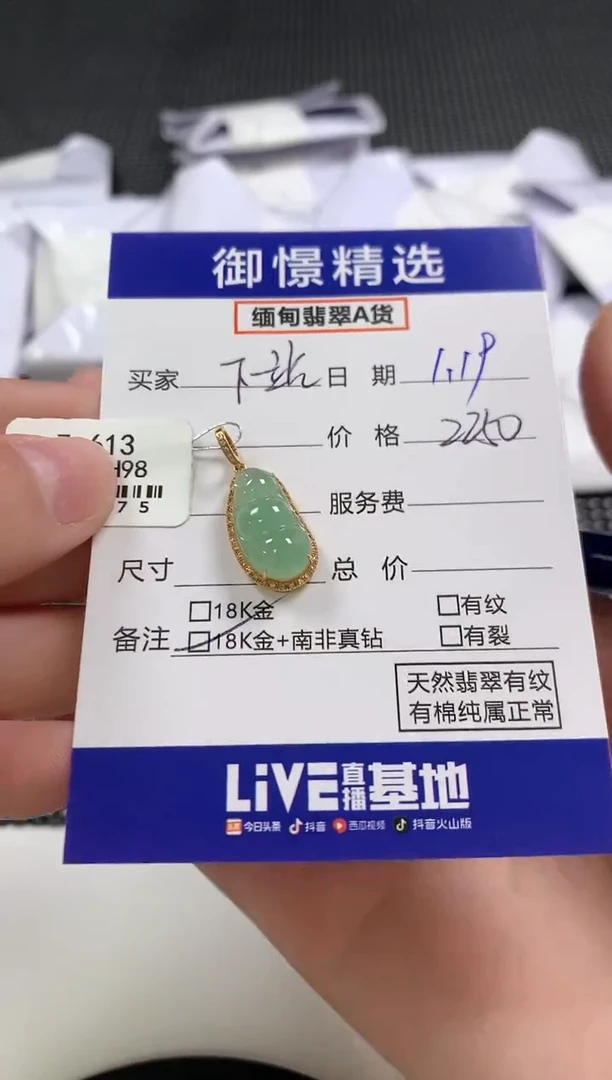 御憬精选
缅甸翡翠A货
买家 下一站 日 期 1.19
613
价 格 2250
H98
75
服务费
尺寸 总 价
□18K金 □有纹
备注 □18K金+南非真钻 □有裂
天然翡翠有纹
有棉纯属正常
LiVE直播基地
今日头条 抖音 西瓜视频 抖音火山版